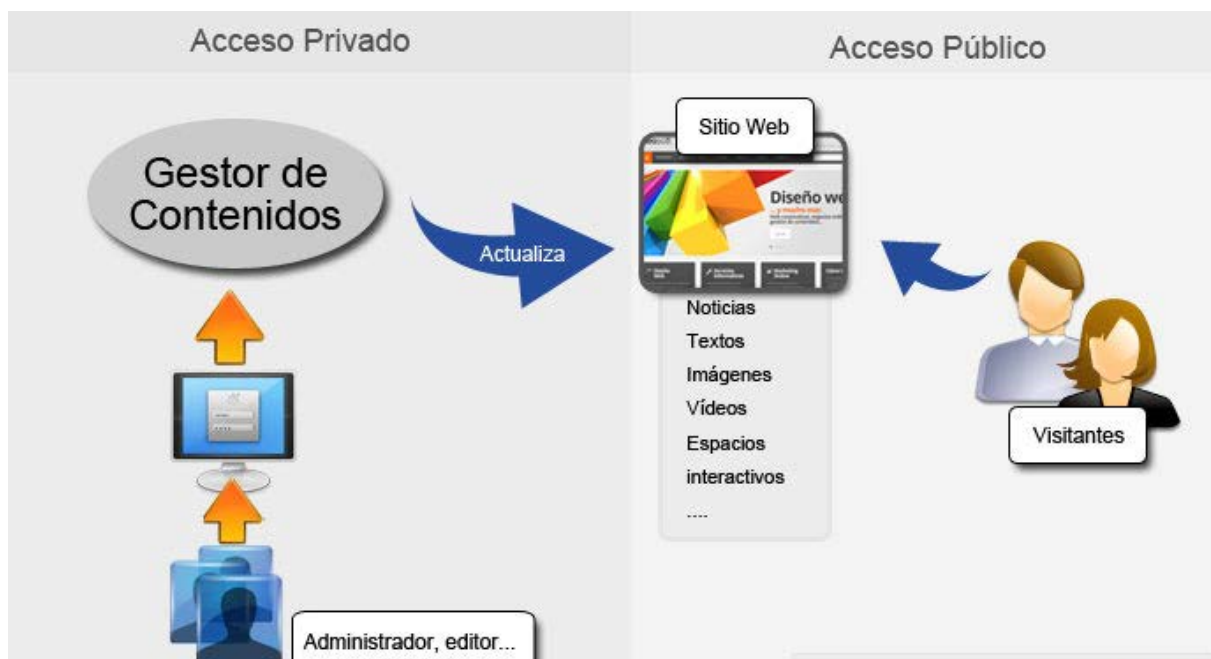 Acceso Privado
Acceso Público
Gestor de
Contenidos
Actualiza
Sitio Web
Diseño we
Noticias
Textos
Imágenes
Vídeos
Espacios
interactivos
....
Visitantes
Administrador, editor...